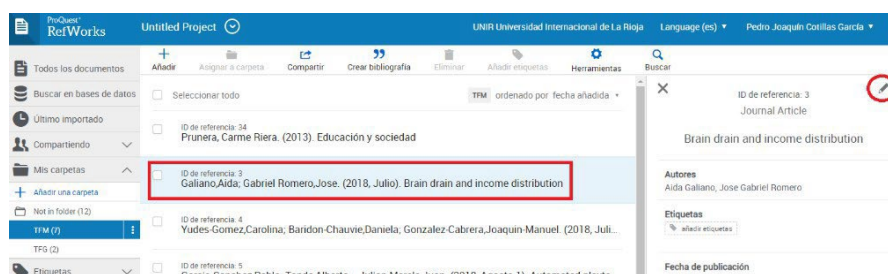 ProQuest®
RefWorks
Untitled Project
UNIR Universidad Internacional de La Rioja
Language (es)
Pedro Joaquín Cotillas García
Todos los documentos
Buscar en bases de datos
Último importado
Compartiendo
Mis carpetas
Añadir una carpeta
Not in folder (12)
TFM (7)
TFG (2)
Etiquetas
Añadir
Asignar a carpeta
Compartir
Crear bibliografía
Eliminar
Añadir etiquetas
Herramientas
Buscar
Seleccionar todo
TFM ordenado por fecha añadida
ID de referencia: 34
Prunera, Carme Riera. (2013). Educación y sociedad
ID de referencia: 3
Galiano,Aida; Gabriel Romero,Jose. (2018, Julio). Brain drain and income distribution
ID de referencia: 4
Yudes-Gomez,Carolina; Baridon-Chauvie,Daniela; Gonzalez-Cabrera,Joaquin-Manuel. (2018, Juli...
ID de referencia: 5
ID de referencia: 3
Journal Article
Brain drain and income distribution
Autores
Aida Galiano, Jose Gabriel Romero
Etiquetas
añadir etiquetas
Fecha de publicación